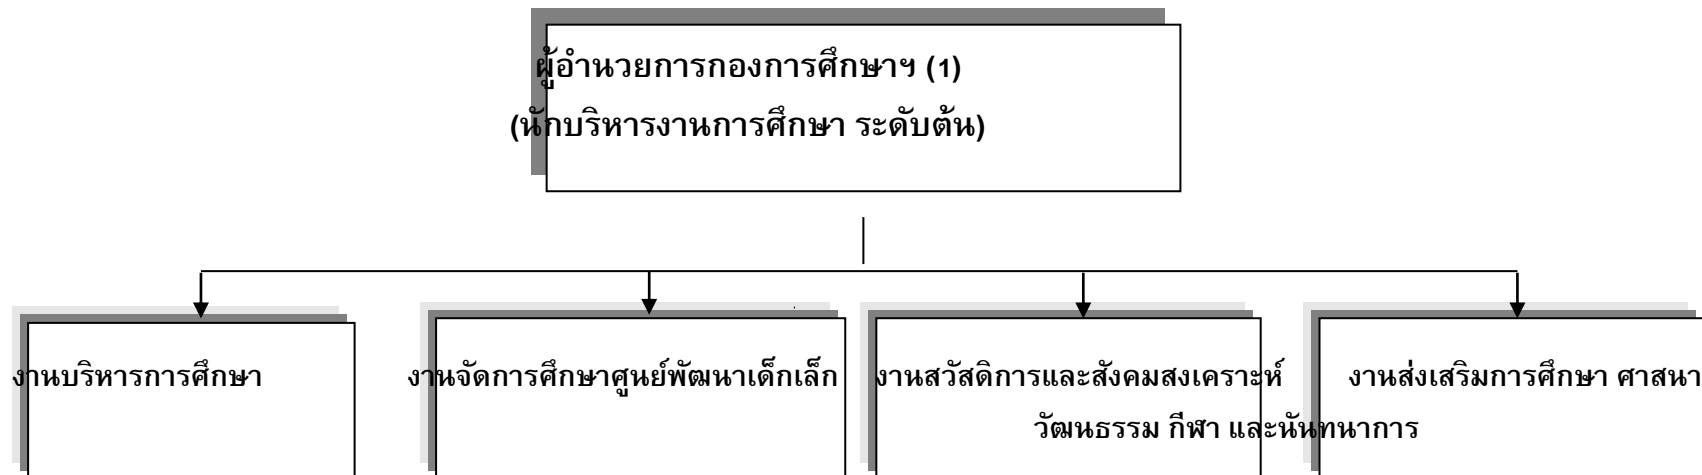 ผู้อำนวยการกองการศึกษาฯ (1)
(นักบริหารงานการศึกษา ระดับต้น)
งานบริหารการศึกษา
งานจัดการศึกษาศูนย์พัฒนาเด็กเล็ก
งานสวัสดิการและสังคมสงเคราะห์
งานส่งเสริมการศึกษา ศาสนา
วัฒนธรรม กีฬา และนันทนาการ